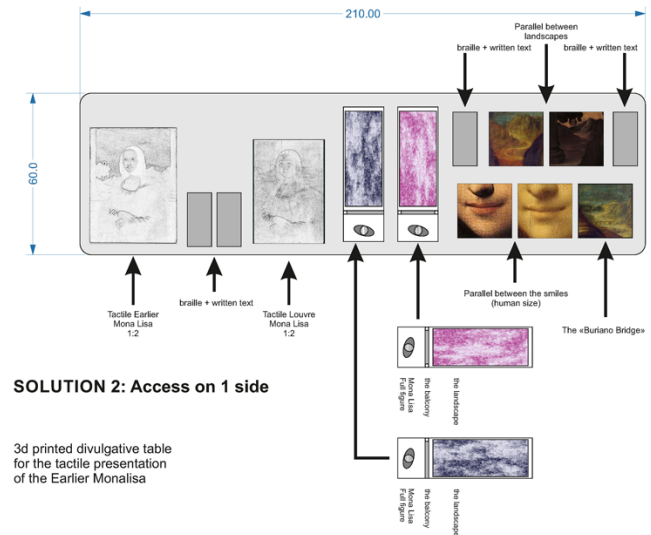 210.00
Parallel between
landscapes
braille + written text
braille + written text
60.0
Tactile Earlier
Mona Lisa
1:2
braille + written text
Tactile Louvre
Mona Lisa
1:2
Parallel between the smiles
(human size)
The «Buriano Bridge»
Mona Lisa
Full figure
the balcony
the landscape
SOLUTION 2: Access on 1 side
3d printed divulgative table
for the tactile presentation
of the Earlier Monalisa
Mona Lisa
Full figure
the balcony
the landscape